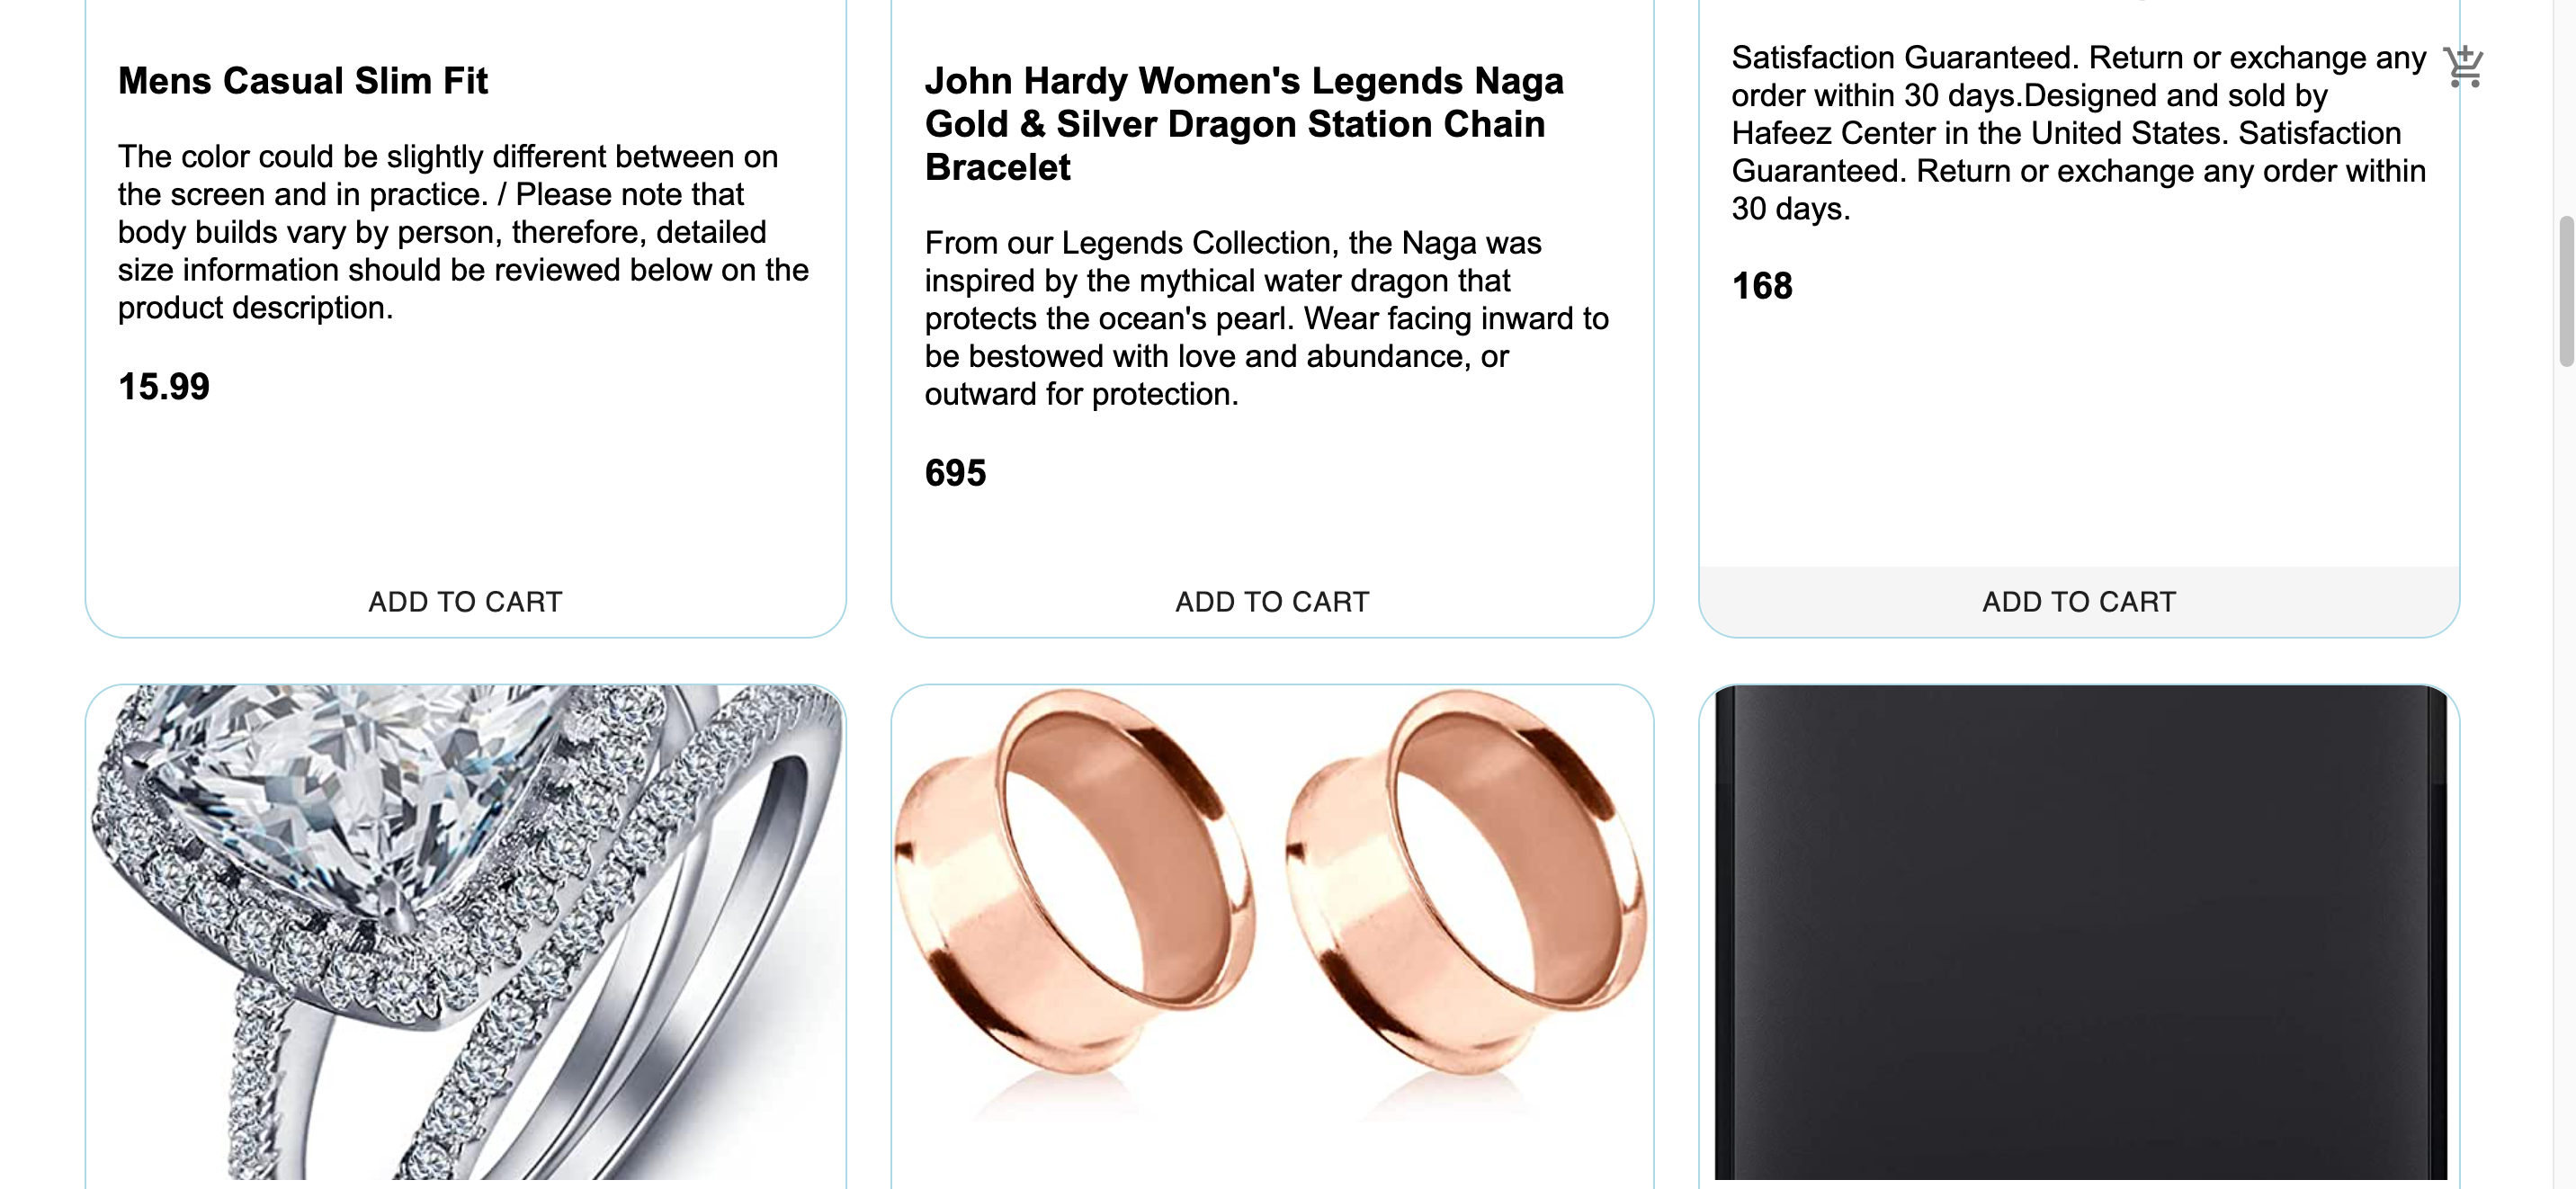 Mens Casual Slim Fit
The color could be slightly different between on
the screen and in practice. / Please note that
body builds vary by person, therefore, detailed
size information should be reviewed below on the
product description.
15.99
ADD TO CART
John Hardy Women's Legends Naga
Gold & Silver Dragon Station Chain
Bracelet
From our Legends Collection, the Naga was
inspired by the mythical water dragon that
protects the ocean's pearl. Wear facing inward to
be bestowed with love and abundance, or
outward for protection.
695
ADD TO CART
Satisfaction Guaranteed. Return or exchange any
order within 30 days.Designed and sold by
Hafeez Center in the United States. Satisfaction
Guaranteed. Return or exchange any order within
30 days.
168
ADD TO CART